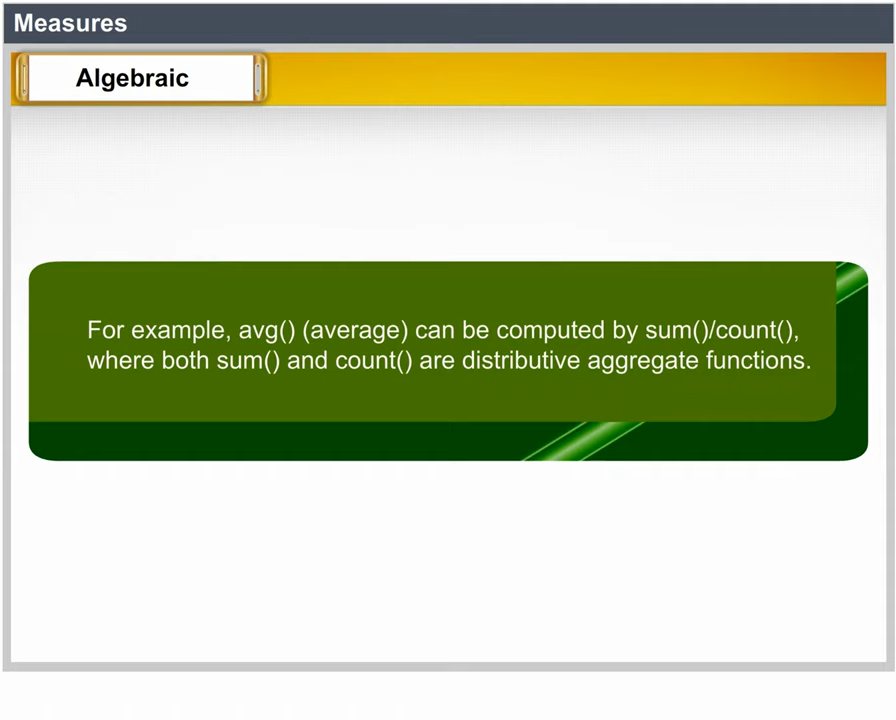 Measures
Algebraic
For example, avg() (average) can be computed by sum()/count(),
where both sum() and count() are distributive aggregate functions.